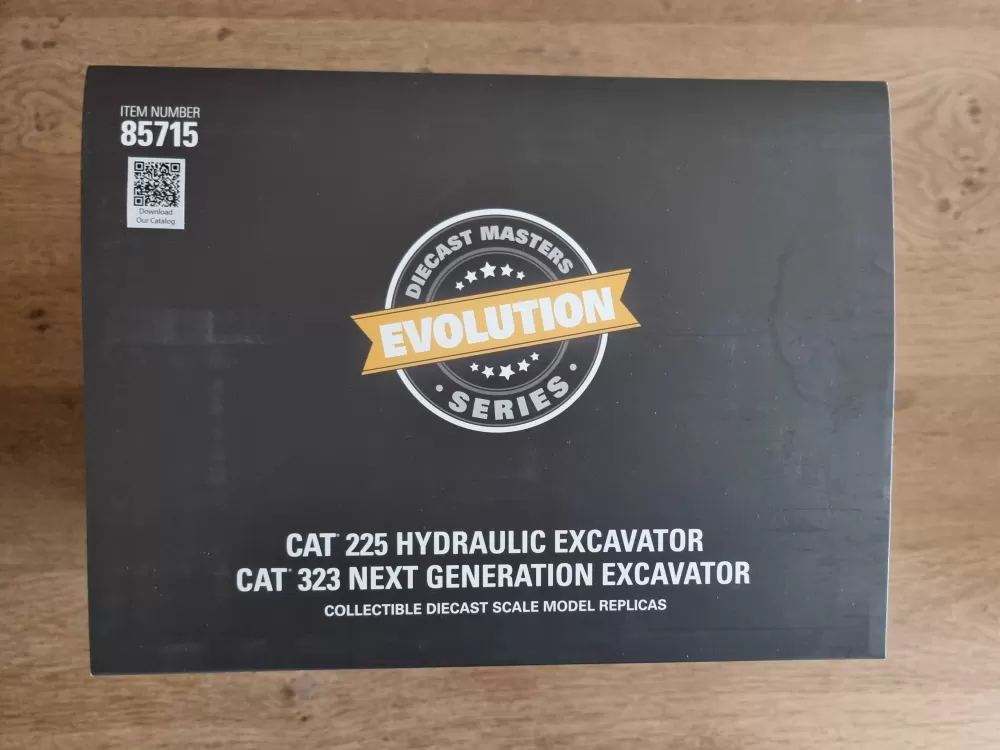 ITEM NUMBER
85715
Download
Our Catalog
DIECAST MASTERS
EVOLUTION
SERIES
CAT® 225 HYDRAULIC EXCAVATOR
CAT® 323 NEXT GENERATION EXCAVATOR
COLLECTIBLE DIECAST SCALE MODEL REPLICAS